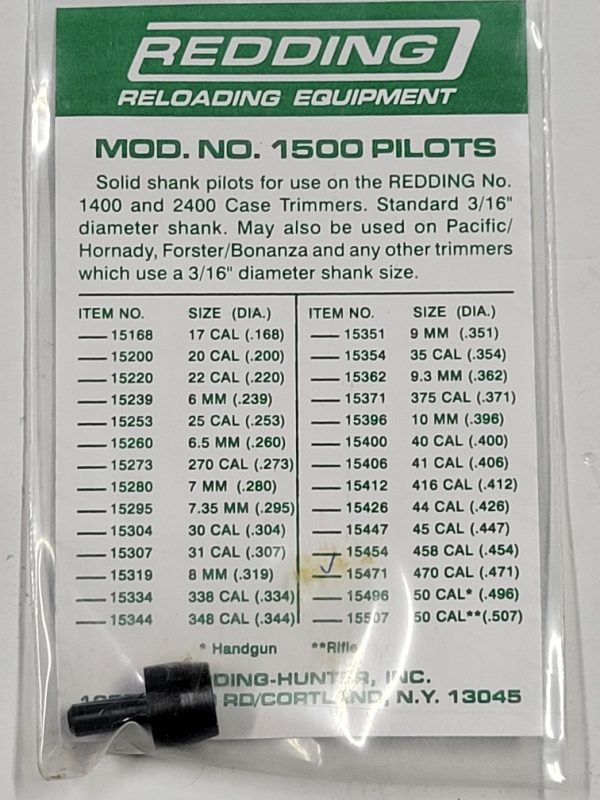 REDDING
RELOADING EQUIPMENT
MOD. NO. 1500 PILOTS
Solid shank pilots for use on the REDDING No.
1400 and 2400 Case Trimmers. Standard 3/16"
diameter shank. May also be used on Pacific/
Hornady, Forster/Bonanza and any other trimmers
which use a 3/16" diameter shank size.
ITEM NO. SIZE (DIA.)
15168 17 CAL (.168)
15200 20 CAL (.200)
15220 22 CAL (.220)
15239 6 MM (.239)
15253 25 CAL (.253)
15260 6.5 MM (.260)
15273 270 CAL (.273)
15280 7 MM (.280)
15295 7.35 MM (.295)
15304 30 CAL (.304)
15307 31 CAL (.307)
15319 8 MM (.319)
15334 338 CAL (.334)
15344 348 CAL (.344)
ITEM NO. SIZE (DIA.)
15351 9 MM (.351)
15354 35 CAL (.354)
15362 9.3 MM (.362)
15371 375 CAL (.371)
15396 10 MM (.396)
15400 40 CAL (.400)
15406 41 CAL (.406)
15412 416 CAL (.412)
15426 44 CAL (.426)
15447 45 CAL (.447)
15454 458 CAL (.454)
15471 470 CAL (.471)
15496 50 CAL* (.496)
15507 50 CAL**(.507)
* Handgun **Rifle
DING-HUNTER, INC.
RD/CORTLAND, N.Y. 13045